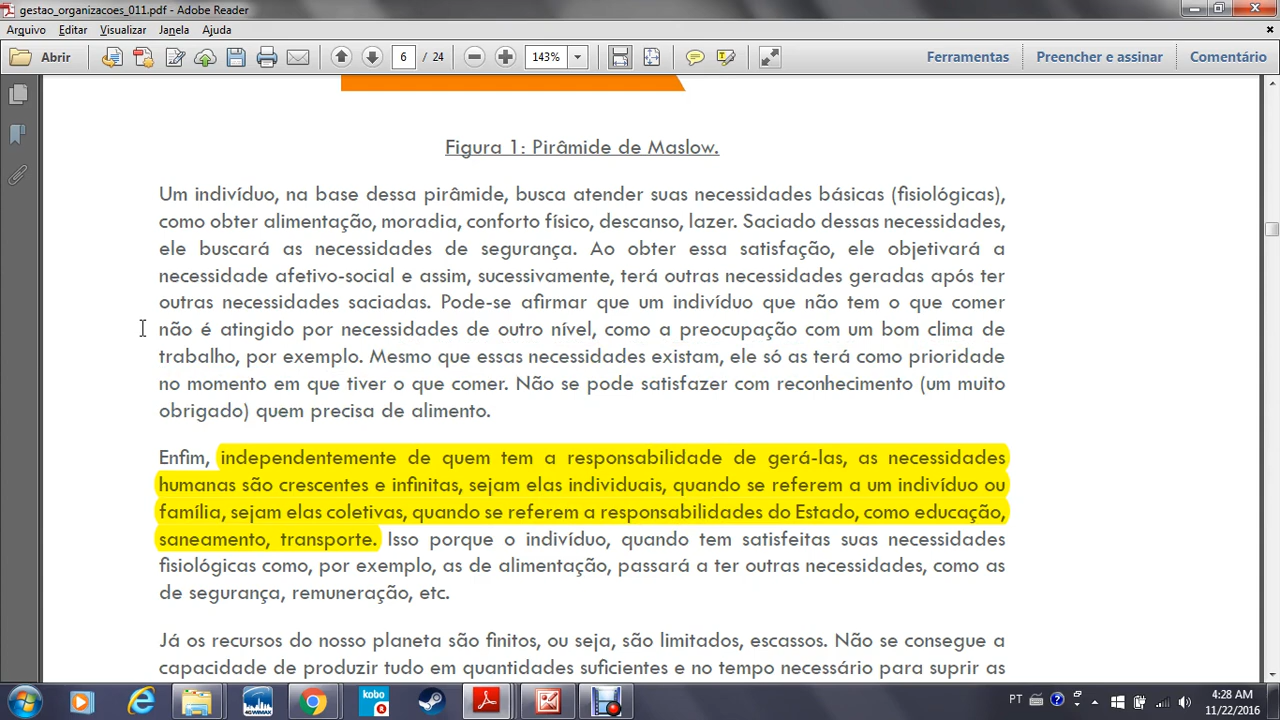 gestao_organizacoes_011.pdf - Adobe Reader
Arquivo Editar Visualizar Janela Ajuda
Abrir 6 / 24 143% Ferramentas Preencher e assinar Comentário
Figura 1: Pirâmide de Maslow.
Um indivíduo, na base dessa pirâmide, busca atender suas necessidades básicas (fisiológicas),
como obter alimentação, moradia, conforto físico, descanso, lazer. Saciado dessas necessidades,
ele buscará as necessidades de segurança. Ao obter essa satisfação, ele objetivará a
necessidade afetivo-social e assim, sucessivamente, terá outras necessidades geradas após ter
outras necessidades saciadas. Pode-se afirmar que um indivíduo que não tem o que comer
não é atingido por necessidades de outro nível, como a preocupação com um bom clima de
trabalho, por exemplo. Mesmo que essas necessidades existam, ele só as terá como prioridade
no momento em que tiver o que comer. Não se pode satisfazer com reconhecimento (um muito
obrigado) quem precisa de alimento.
Enfim, independentemente de quem tem a responsabilidade de gerá-las, as necessidades
humanas são crescentes e infinitas, sejam elas individuais, quando se referem a um indivíduo ou
família, sejam elas coletivas, quando se referem a responsabilidades do Estado, como educação,
saneamento, transporte. Isso porque o indivíduo, quando tem satisfeitas suas necessidades
fisiológicas como, por exemplo, as de alimentação, passará a ter outras necessidades, como as
de segurança, remuneração, etc.
Já os recursos do nosso planeta são finitos, ou seja, são limitados, escassos. Não se consegue a
capacidade de produzir tudo em quantidades suficientes e no tempo necessário para suprir as
kobo
PT 4:28 AM
11/22/2016